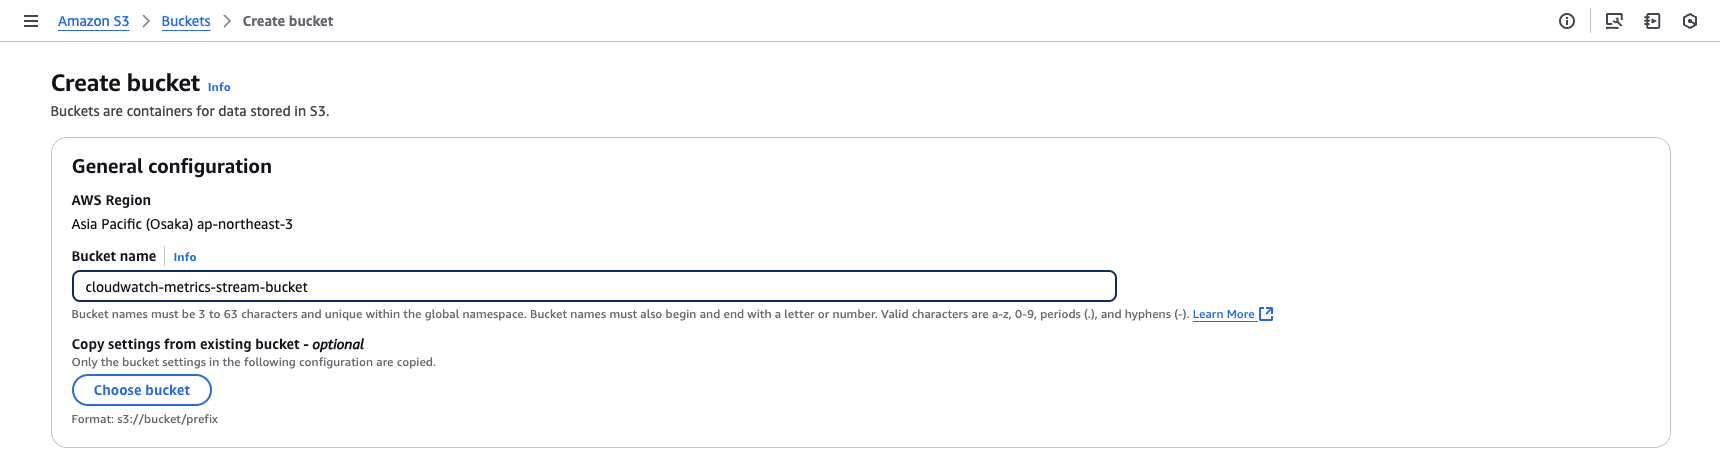 Amazon S3 > Buckets > Create bucket
Create bucket Info
Buckets are containers for data stored in S3.
General configuration
AWS Region
Asia Pacific (Osaka) ap-northeast-3
Bucket name Info
cloudwatch-metrics-stream-bucket
Bucket names must be 3 to 63 characters and unique within the global namespace. Bucket names must also begin and end with a letter or number. Valid characters are a-z, 0-9, periods (.), and hyphens (-). Learn More
Copy settings from existing bucket - optional
Only the bucket settings in the following configuration are copied.
Choose bucket
Format: s3://bucket/prefix